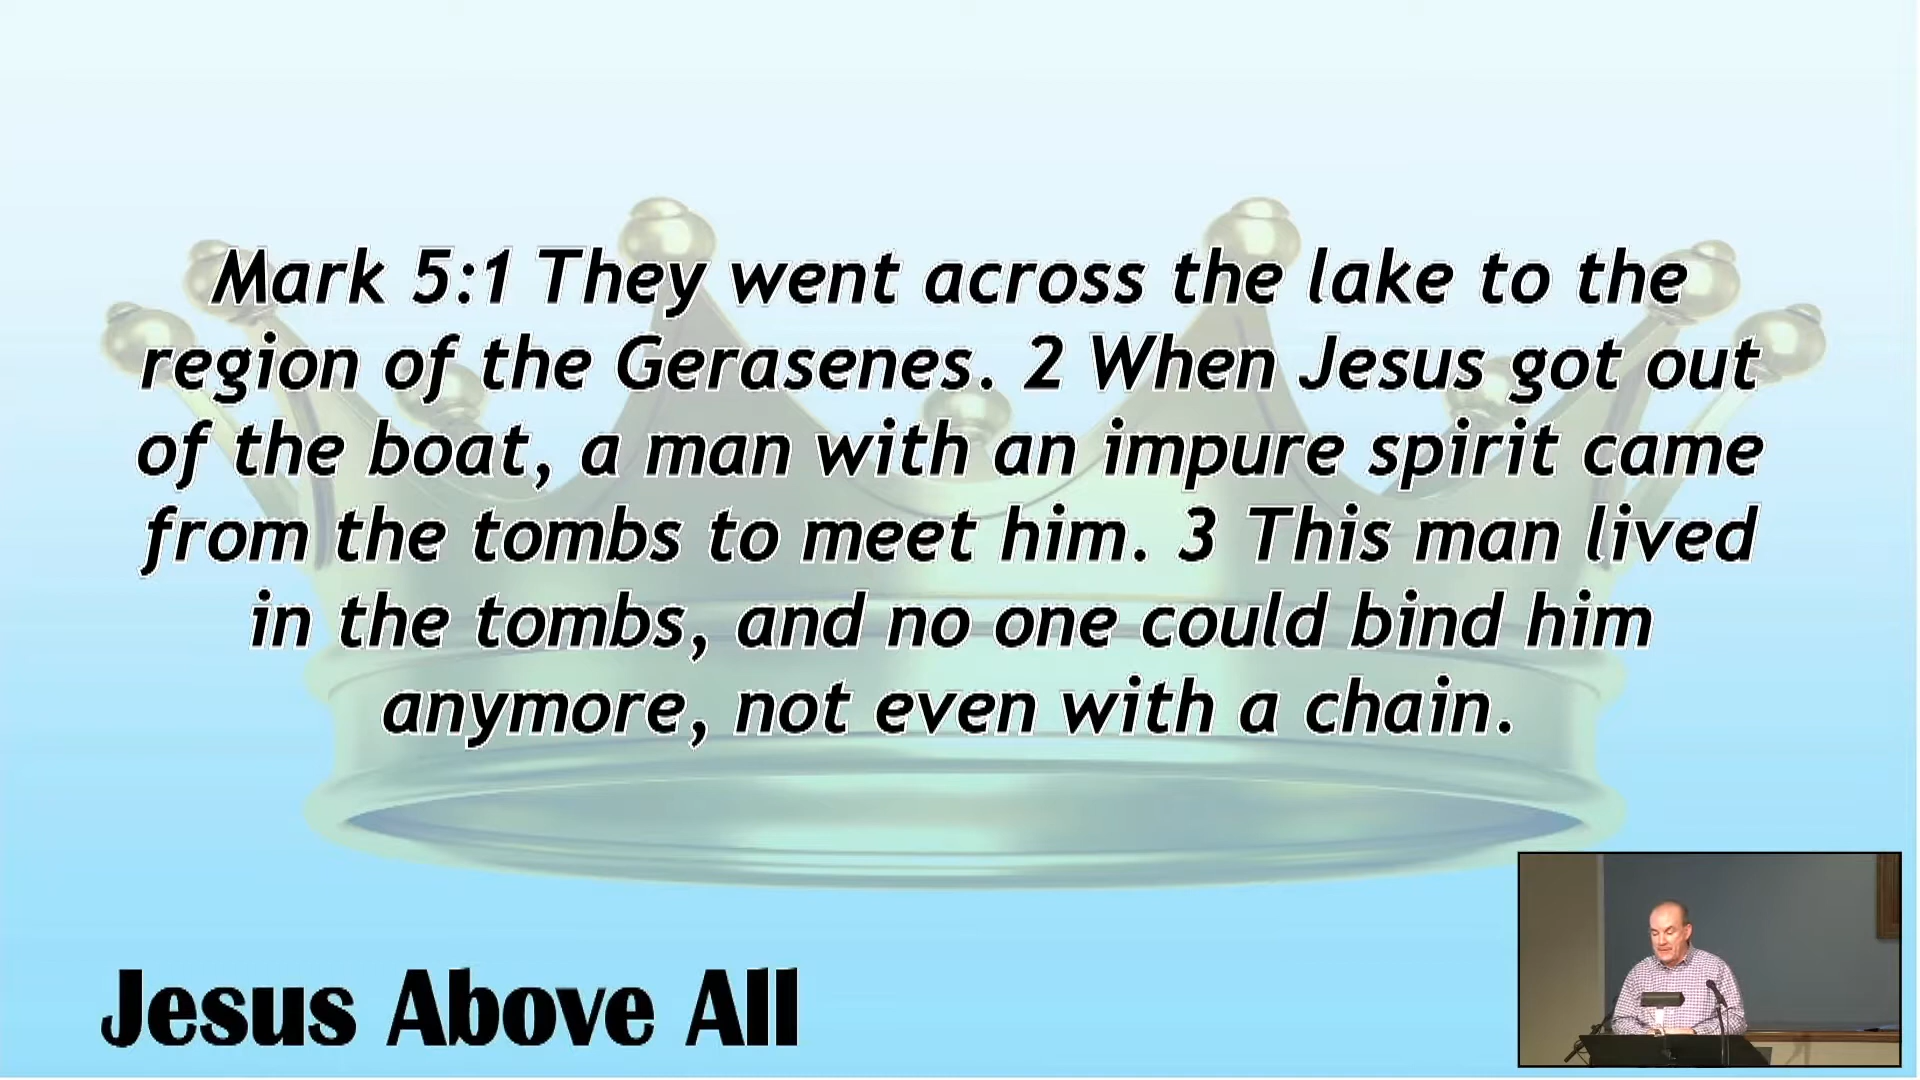 Mark 5:1 They went across the lake to the
region of the Gerasenes. 2 When Jesus got out
of the boat, a man with an impure spirit came
from the tombs to meet him. 3 This man lived
in the tombs, and no one could bind him
anymore, not even with a chain.
Jesus Above All